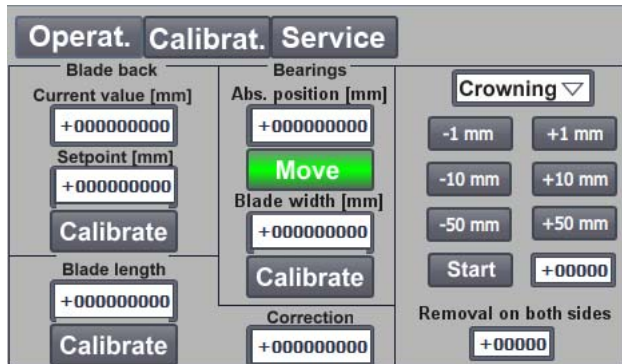 Operat. Calibrat. Service
Blade back
Current value [mm]
+000000000
Setpoint [mm]
+000000000
Calibrate
Blade length
+000000000
Calibrate
Bearings
Abs. position [mm]
+000000000
Move
Blade width [mm]
+000000000
Calibrate
Correction
+000000000
Crowning
-1 mm +1 mm
-10 mm +10 mm
-50 mm +50 mm
Start +00000
Removal on both sides
+00000